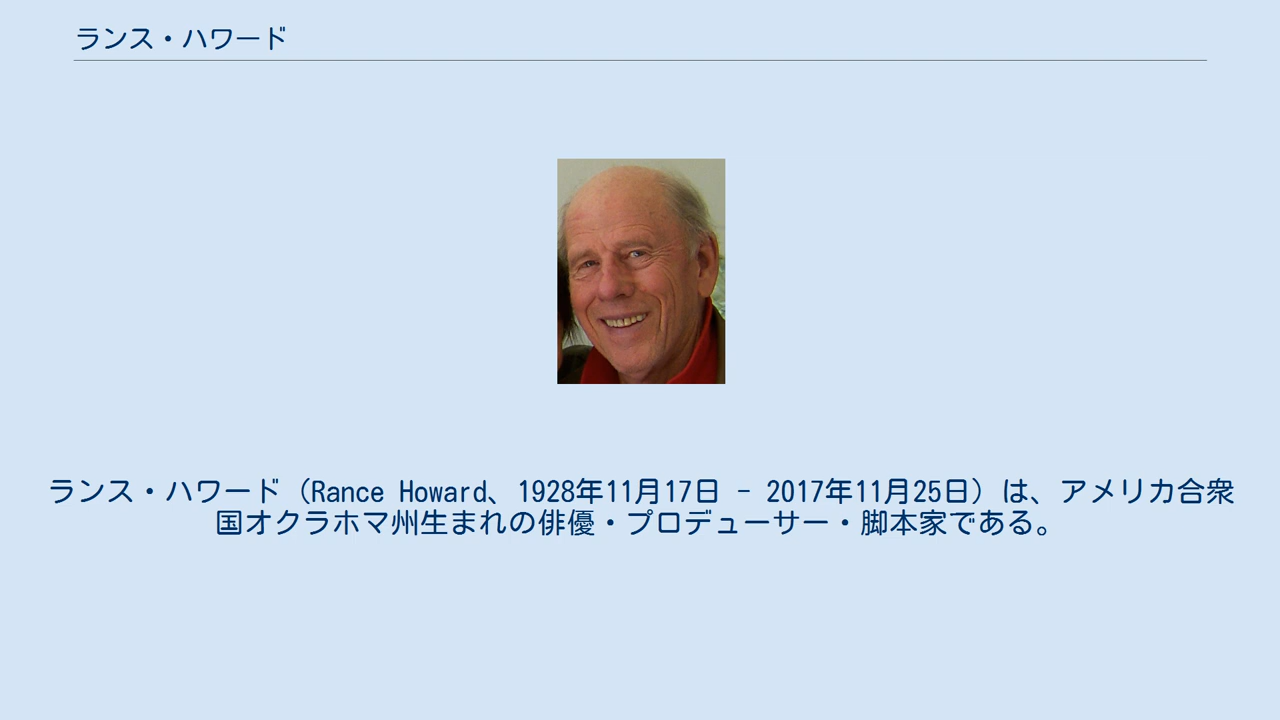 ランス・ハワード
ランス・ハワード（Rance Howard、1928年11月17日 - 2017年11月25日）は、アメリカ合衆
国オクラホマ州生まれの俳優・プロデューサー・脚本家である。